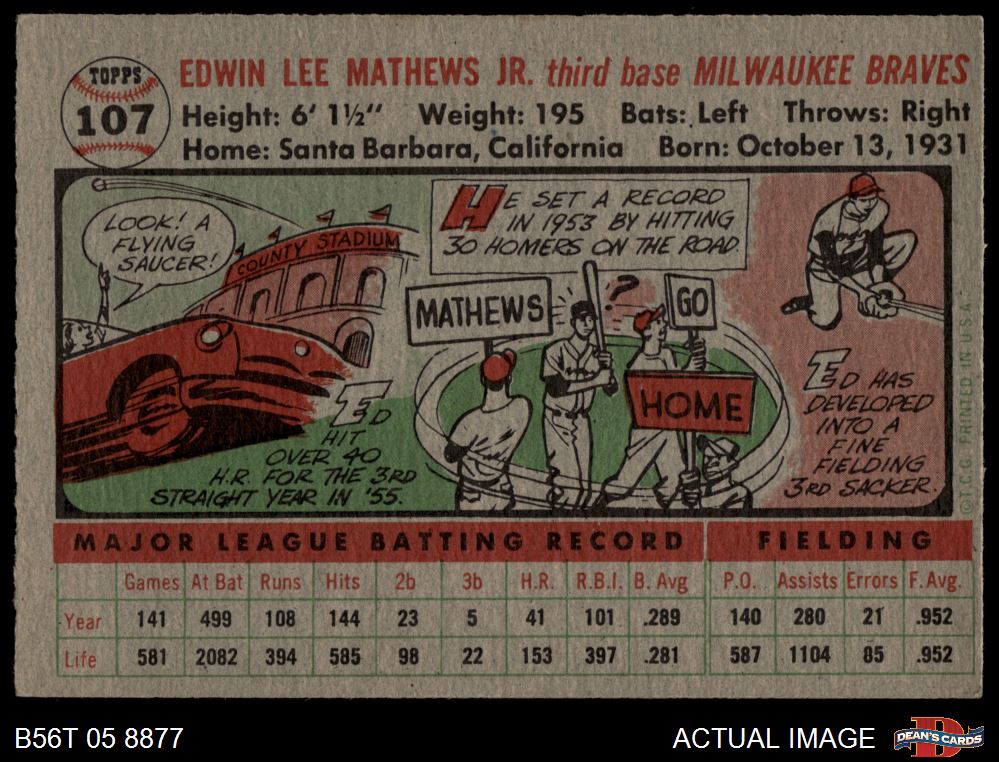 TOPPS
107
EDWIN LEE MATHEWS JR. third base MILWAUKEE BRAVES
Height: 6' 1½" Weight: 195 Bats: Left Throws: Right
Home: Santa Barbara, California Born: October 13, 1931
LOOK! A
FLYING
SAUCER!
COUNTY STADIUM
ED
HIT
OVER 40
H.R. FOR THE 3RD
STRAIGHT YEAR IN '55.
HE SET A RECORD
IN 1953 BY HITTING
30 HOMERS ON THE ROAD.
MATHEWS
?
GO
HOME
ED HAS
DEVELOPED
INTO A
FINE
FIELDING
3RD SACKER.
©T.C.G. PRINTED IN U.S.A.
MAJOR LEAGUE BATTING RECORD FIELDING
Games At Bat Runs Hits 2b 3b H.R. R.B.I. B. Avg P.O. Assists Errors F.Avg.
Year 141 499 108 144 23 5 41 101 .289 140 280 21 .952
Life 581 2082 394 585 98 22 153 397 .281 587 1104 85 .952
B56T 05 8877 ACTUAL IMAGE DEAN'S CARDS